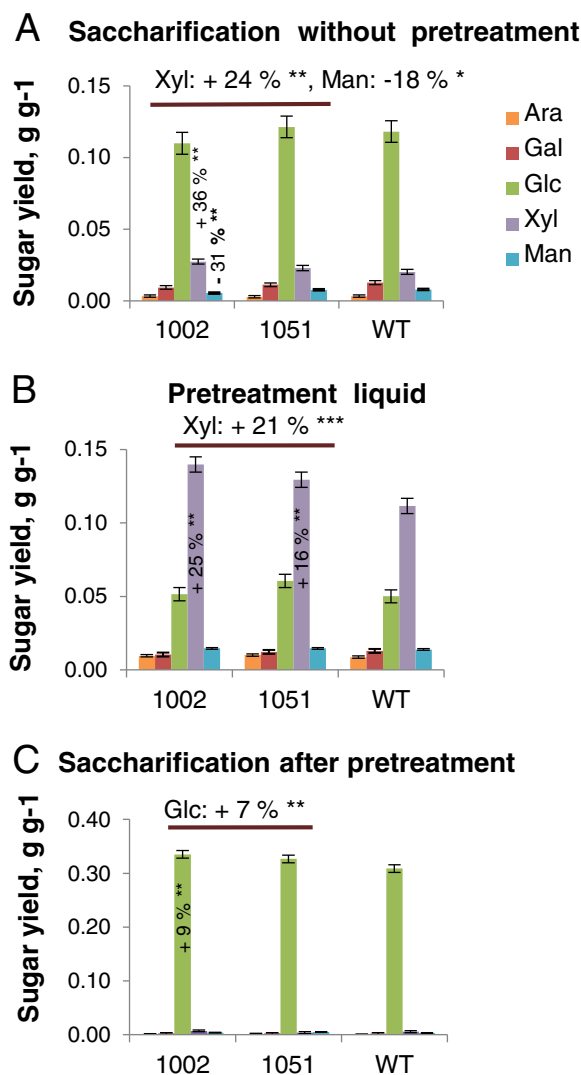 A Saccharification without pretreatment
Xyl: + 24 % **, Man: -18 % *
Sugar yield, g g-1
0.15
0.10
0.05
0.00
+ 36 % **
- 31 % **
1002 1051 WT
Ara
Gal
Glc
Xyl
Man
B Pretreatment liquid
Xyl: + 21 % ***
Sugar yield, g g-1
0.15
0.10
0.05
0.00
+ 25 % **
+ 16 % **
1002 1051 WT
C Saccharification after pretreatment
Glc: + 7 % **
Sugar yield, g g-1
0.40
0.30
0.20
0.10
0.00
+ 9 % **
1002 1051 WT